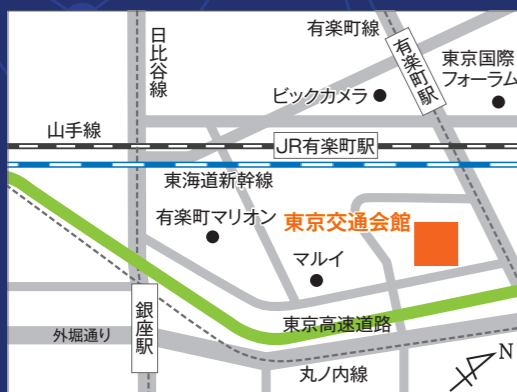 有楽町線
日比谷線
有楽町駅
東京国際
フォーラム
ビックカメラ
山手線
JR有楽町駅
東海道新幹線
有楽町マリオン
東京交通会館
マルイ
銀座駅
東京高速道路
外堀通り
丸ノ内線
N